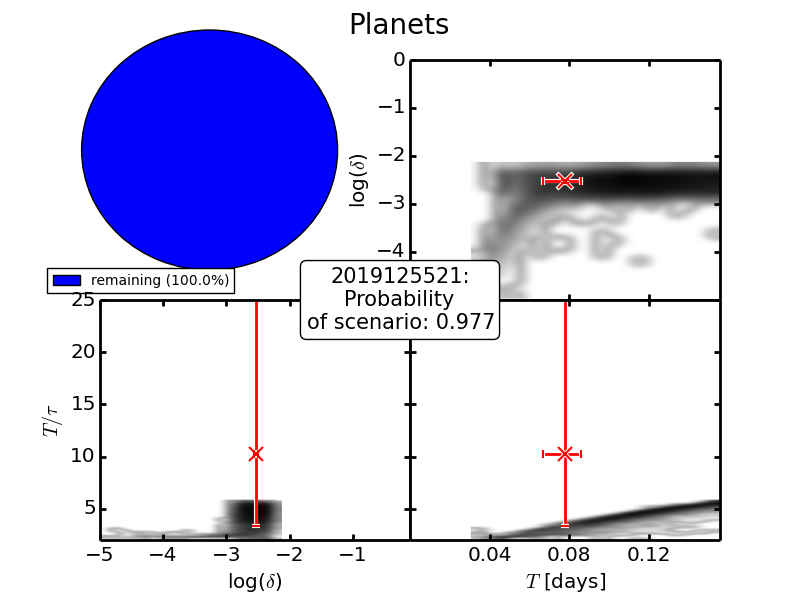 Planets
remaining (100.0%)
0
−1
−2
−3
−4
log(δ)
2019125521:
Probability
of scenario: 0.977
25
20
15
10
5
T/τ
−5
−4
−3
−2
−1
log(δ)
0.04
0.08
0.12
T [days]